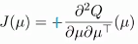 J(μ) = + ∂²Q / ∂μ∂μ⊤ (μ)